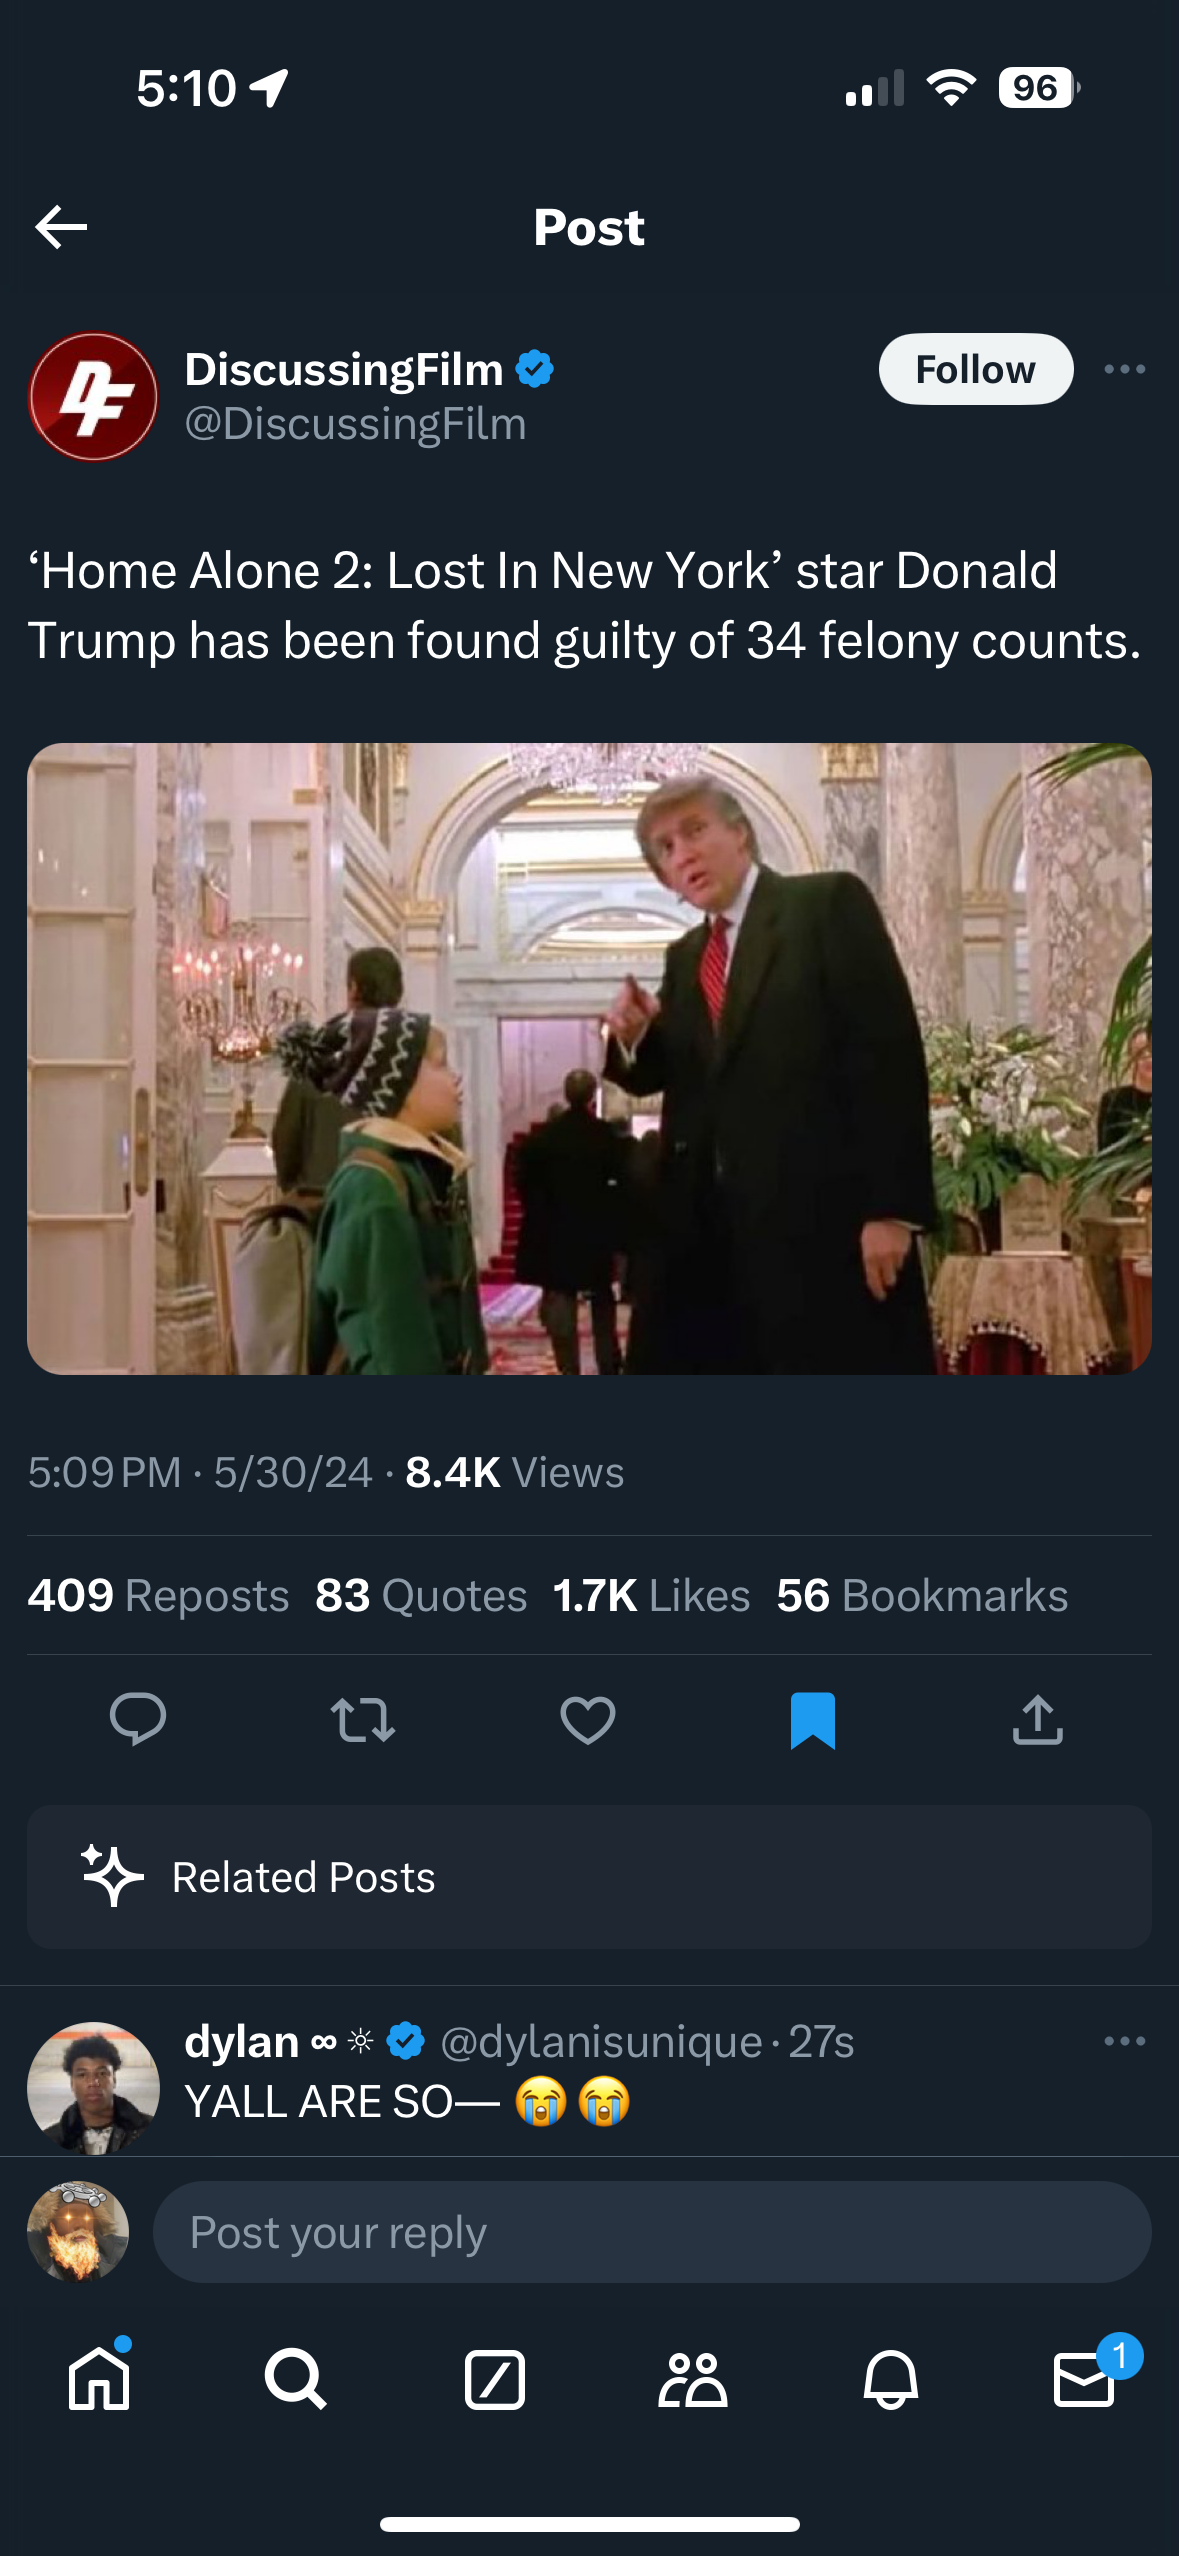 5:10
96
Post
DF
DiscussingFilm
Follow
@DiscussingFilm
‘Home Alone 2: Lost In New York’ star Donald
Trump has been found guilty of 34 felony counts.
5:09 PM · 5/30/24 · 8.4K Views
409 Reposts 83 Quotes 1.7K Likes 56 Bookmarks
Related Posts
dylan ∞ ☼ @dylanisunique · 27s
YALL ARE SO— 😭 😭
Post your reply
1